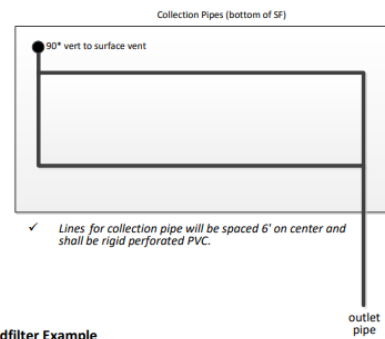 Collection Pipes (bottom of SF)
90* vert to surface vent
✓ Lines for collection pipe will be spaced 6' on center and
shall be rigid perforated PVC.
outlet
pipe
dfilter Example